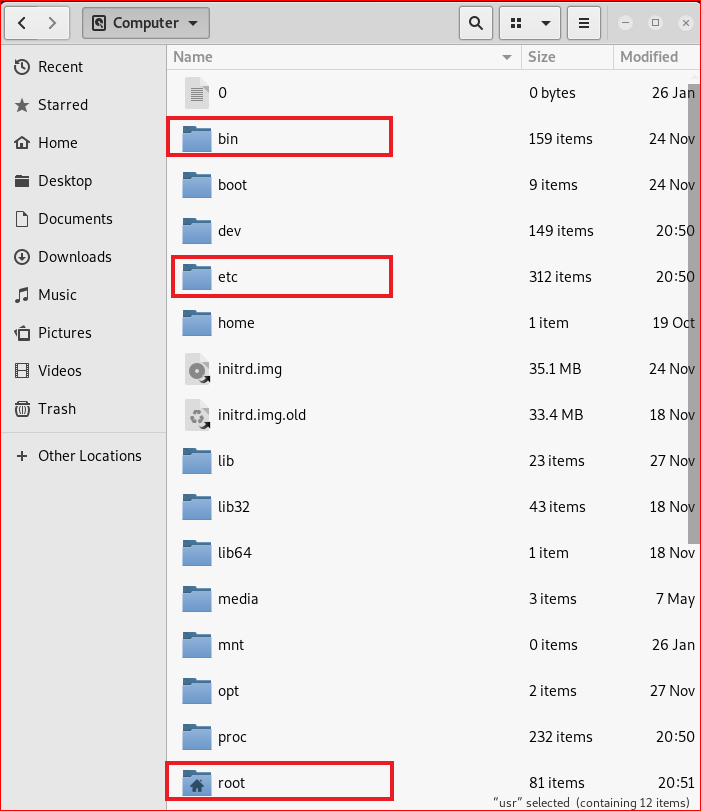 Computer
Name Size Modified
Recent
Starred
Home
Desktop
Documents
Downloads
Music
Pictures
Videos
Trash
+ Other Locations
0 0 bytes 26 Jan
bin 159 items 24 Nov
boot 9 items 24 Nov
dev 149 items 20:50
etc 312 items 20:50
home 1 item 19 Oct
initrd.img 35.1 MB 24 Nov
initrd.img.old 33.4 MB 18 Nov
lib 23 items 27 Nov
lib32 43 items 18 Nov
lib64 1 item 18 Nov
media 3 items 7 May
mnt 0 items 26 Jan
opt 2 items 27 Nov
proc 232 items 20:50
root 81 items 20:51
"usr" selected (containing 12 items)